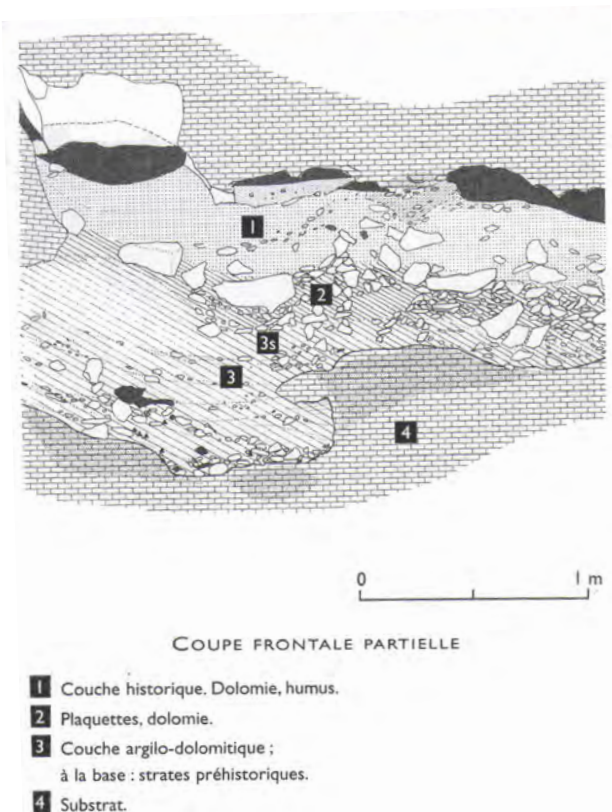 1
2
3s
3
4
0 1 m
COUPE FRONTALE PARTIELLE
1 Couche historique. Dolomie, humus.
2 Plaquettes, dolomie.
3 Couche argilo-dolomitique ;
à la base : strates préhistoriques.
4 Substrat.